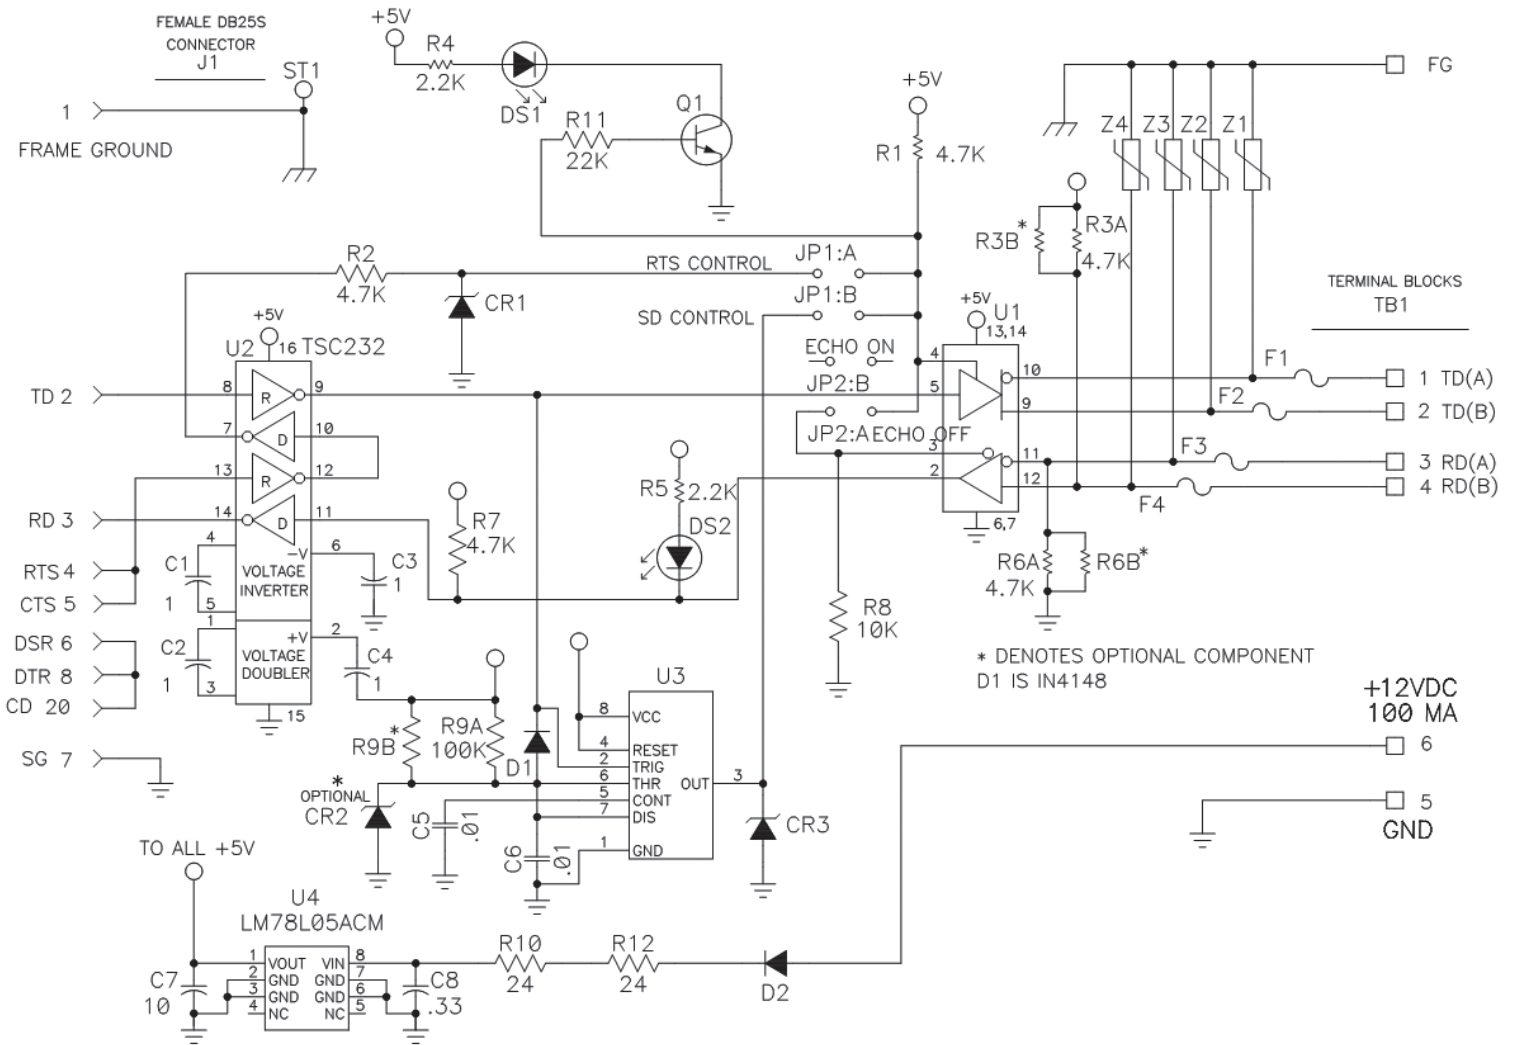 FEMALE DB25S
CONNECTOR
J1
ST1
1
FRAME GROUND
+5V
R4
2.2K
DS1
R11
22K
Q1
+5V
R1 4.7K
FG
Z4 Z3 Z2 Z1
R3B* R3A
4.7K
R2
4.7K
RTS CONTROL
JP1:A
CR1
JP1:B
SD CONTROL
TERMINAL BLOCKS
TB1
+5V
U2 16 TSC232
ECHO ON
JP2:B
JP2:A ECHO OFF
+5V
U1
13,14
4
5
3
2
10
9
11
12
6,7
F1
F2
F3
F4
1 TD(A)
2 TD(B)
3 RD(A)
4 RD(B)
TD 2
8 R 9
7 D 10
13 R 12
RD 3
14 D 11
RTS 4
CTS 5
DSR 6
DTR 8
CD 20
SG 7
C1
1
4
5
-V 6
VOLTAGE
INVERTER
C3
1
C2
1
1
3
+V 2
VOLTAGE
DOUBLER
C4
1
15
R7
4.7K
R5 2.2K
DS2
R8
10K
R6A
4.7K
R6B*
* DENOTES OPTIONAL COMPONENT
D1 IS IN4148
+12VDC
100 MA
6
5
GND
*
R9B
R9A
100K
D1
U3
8 VCC
4 RESET
2 TRIG
6 THR
5 CONT
7 DIS
1 GND
OUT 3
CR3
*
OPTIONAL
CR2
C5 .01
C6 .01
TO ALL +5V
U4
LM78L05ACM
1 VOUT VIN 8
2 GND GND 7
3 GND GND 6
4 NC NC 5
C7
10
C8
.33
R10
24
R12
24
D2